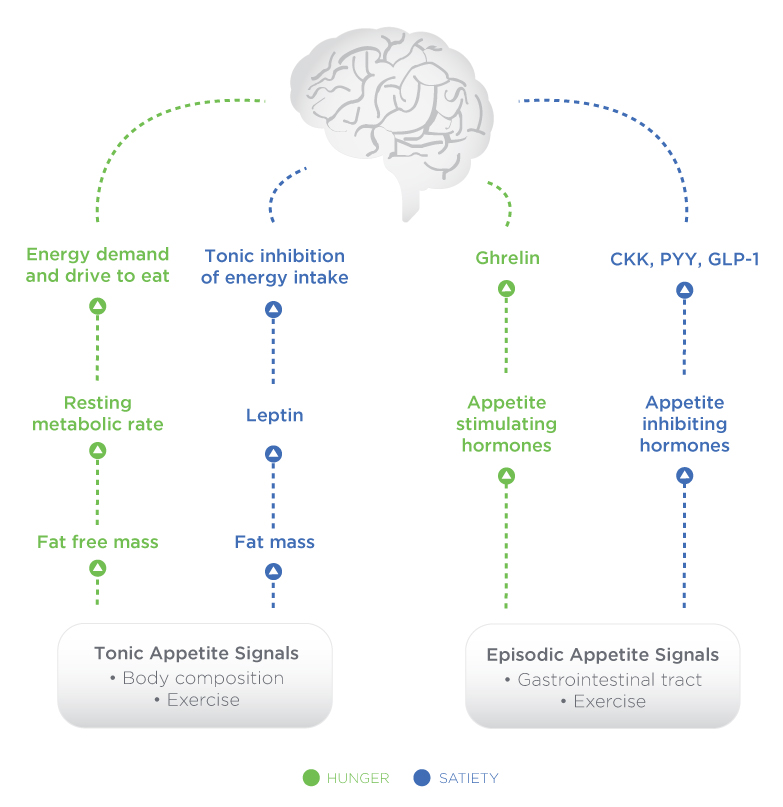 Energy demand
and drive to eat
Tonic inhibition
of energy intake
Ghrelin
CKK, PYY, GLP-1
Resting
metabolic rate
Leptin
Appetite
stimulating
hormones
Appetite
inhibiting
hormones
Fat free mass
Fat mass
Tonic Appetite Signals
• Body composition
• Exercise
Episodic Appetite Signals
• Gastrointestinal tract
• Exercise
HUNGER
SATIETY